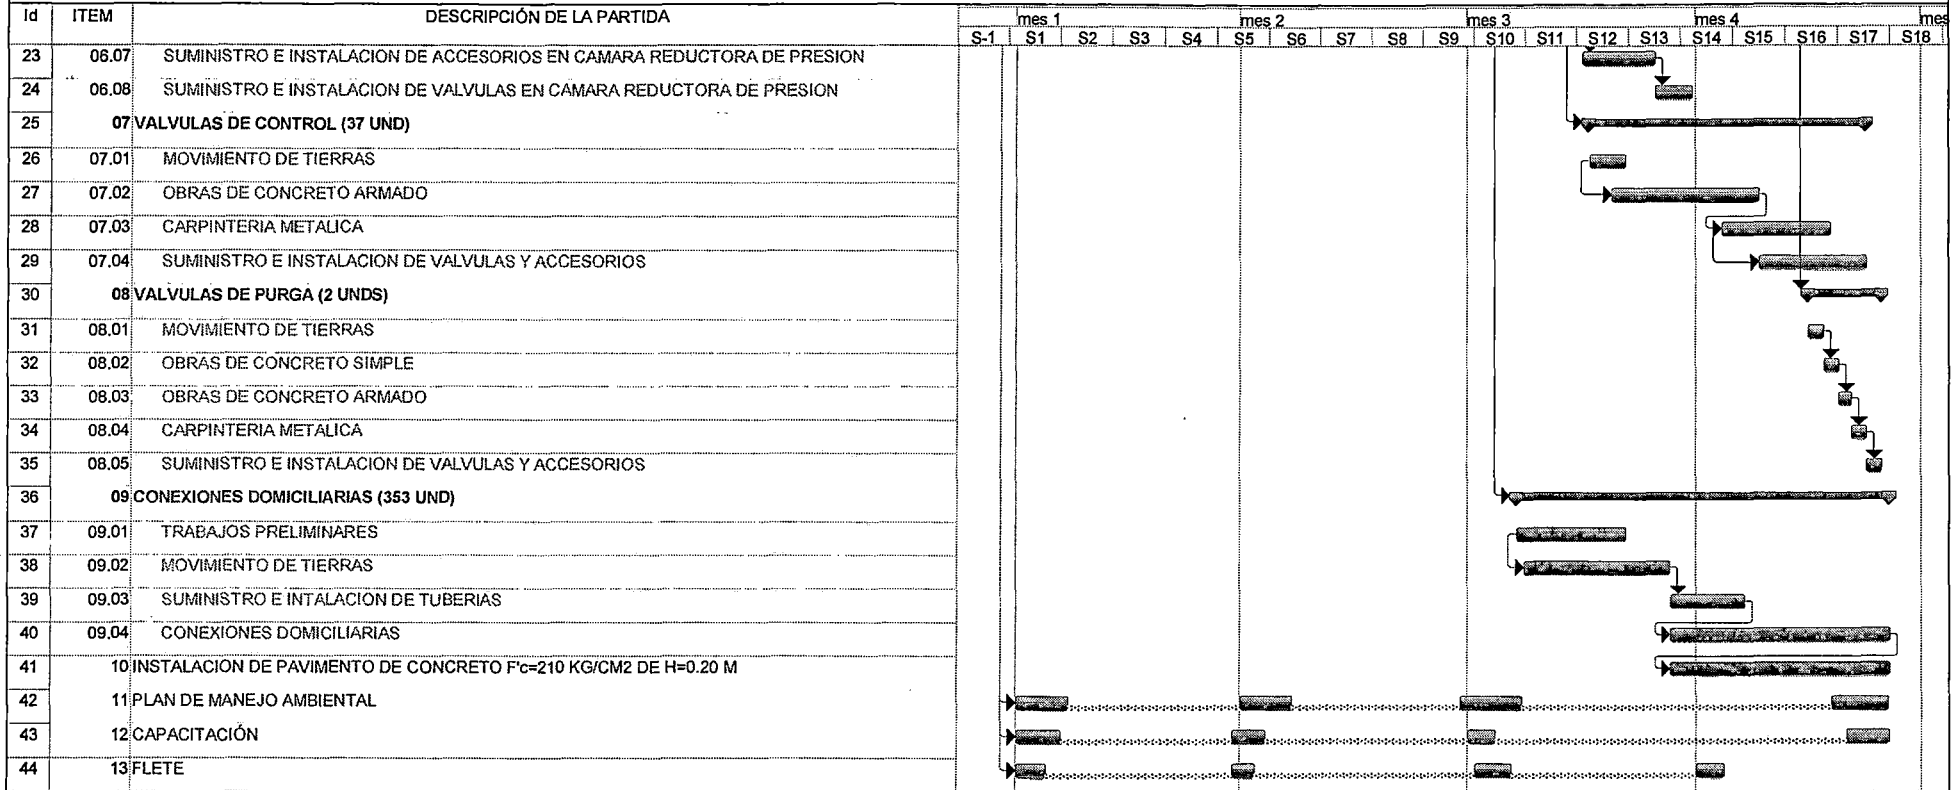 Id ITEM DESCRIPCIÓN DE LA PARTIDA mes 1 mes 2 mes 3 mes 4 mes
S-1 S1 S2 S3 S4 S5 S6 S7 S8 S9 S10 S11 S12 S13 S14 S15 S16 S17 S18
23 06.07 SUMINISTRO E INSTALACION DE ACCESORIOS EN CAMARA REDUCTORA DE PRESION
24 06.08 SUMINISTRO E INSTALACION DE VALVULAS EN CAMARA REDUCTORA DE PRESION
25 07 VALVULAS DE CONTROL (37 UND)
26 07.01 MOVIMIENTO DE TIERRAS
27 07.02 OBRAS DE CONCRETO ARMADO
28 07.03 CARPINTERIA METALICA
29 07.04 SUMINISTRO E INSTALACION DE VALVULAS Y ACCESORIOS
30 08 VALVULAS DE PURGA (2 UNDS)
31 08.01 MOVIMIENTO DE TIERRAS
32 08.02 OBRAS DE CONCRETO SIMPLE
33 08.03 OBRAS DE CONCRETO ARMADO
34 08.04 CARPINTERIA METALICA
35 08.05 SUMINISTRO E INSTALACION DE VALVULAS Y ACCESORIOS
36 09 CONEXIONES DOMICILIARIAS (353 UND)
37 09.01 TRABAJOS PRELIMINARES
38 09.02 MOVIMIENTO DE TIERRAS
39 09.03 SUMINISTRO E INTALACION DE TUBERIAS
40 09.04 CONEXIONES DOMICILIARIAS
41 10 INSTALACION DE PAVIMENTO DE CONCRETO F'c=210 KG/CM2 DE H=0.20 M
42 11 PLAN DE MANEJO AMBIENTAL
43 12 CAPACITACIÓN
44 13 FLETE